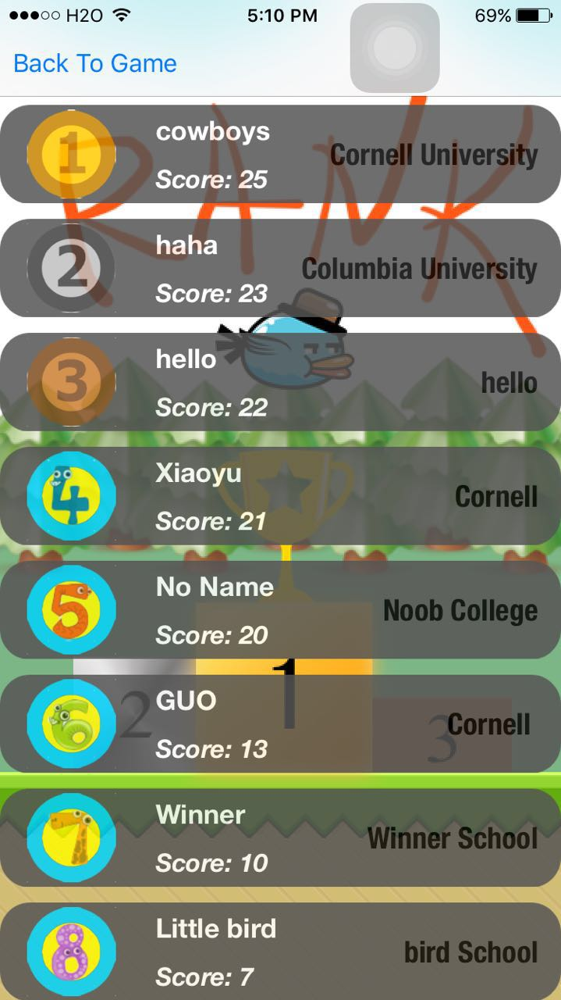 H2O 5:10 PM 69%
Back To Game
RANK
1 cowboys
Cornell University
Score: 25
2 haha
Columbia University
Score: 23
3 hello
hello
Score: 22
4 Xiaoyu
Cornell
Score: 21
5 No Name
Noob College
Score: 20
1
6 GUO
2
Cornell
3
Score: 13
7 Winner
Winner School
Score: 10
8 Little bird
bird School
Score: 7